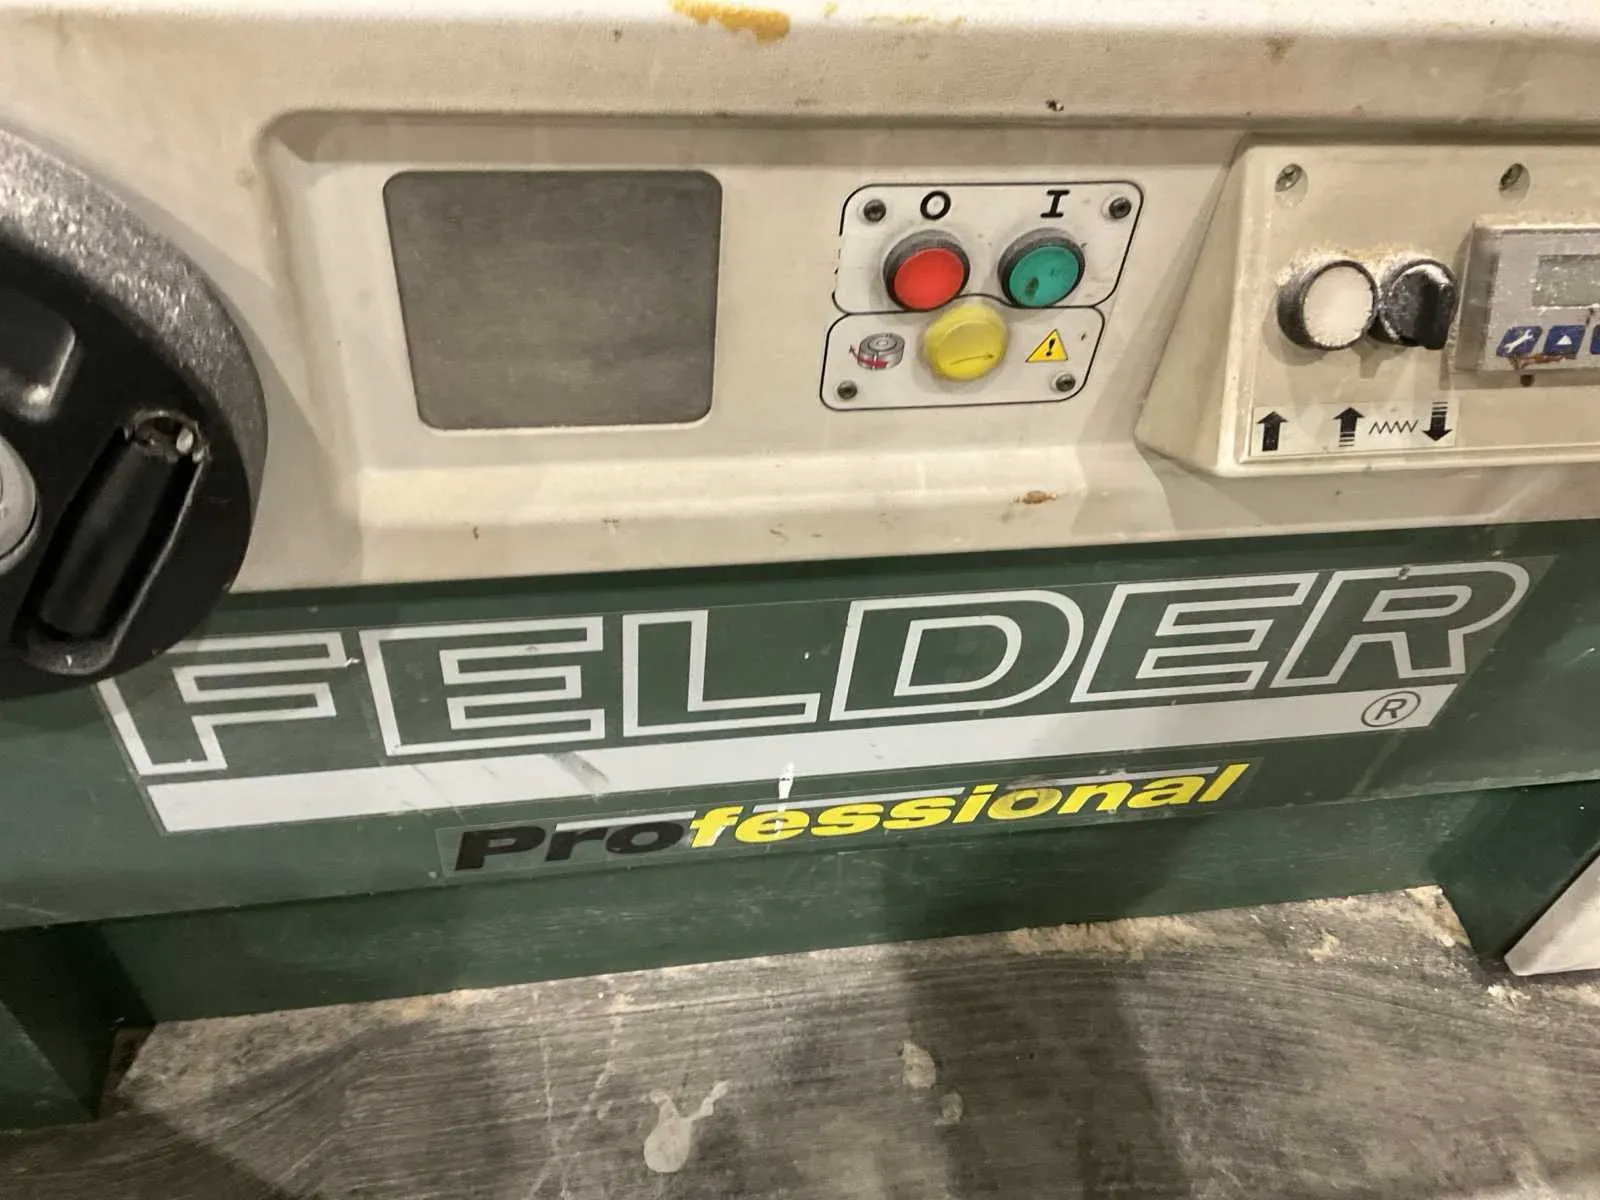 O I
FELDER
®
Professional